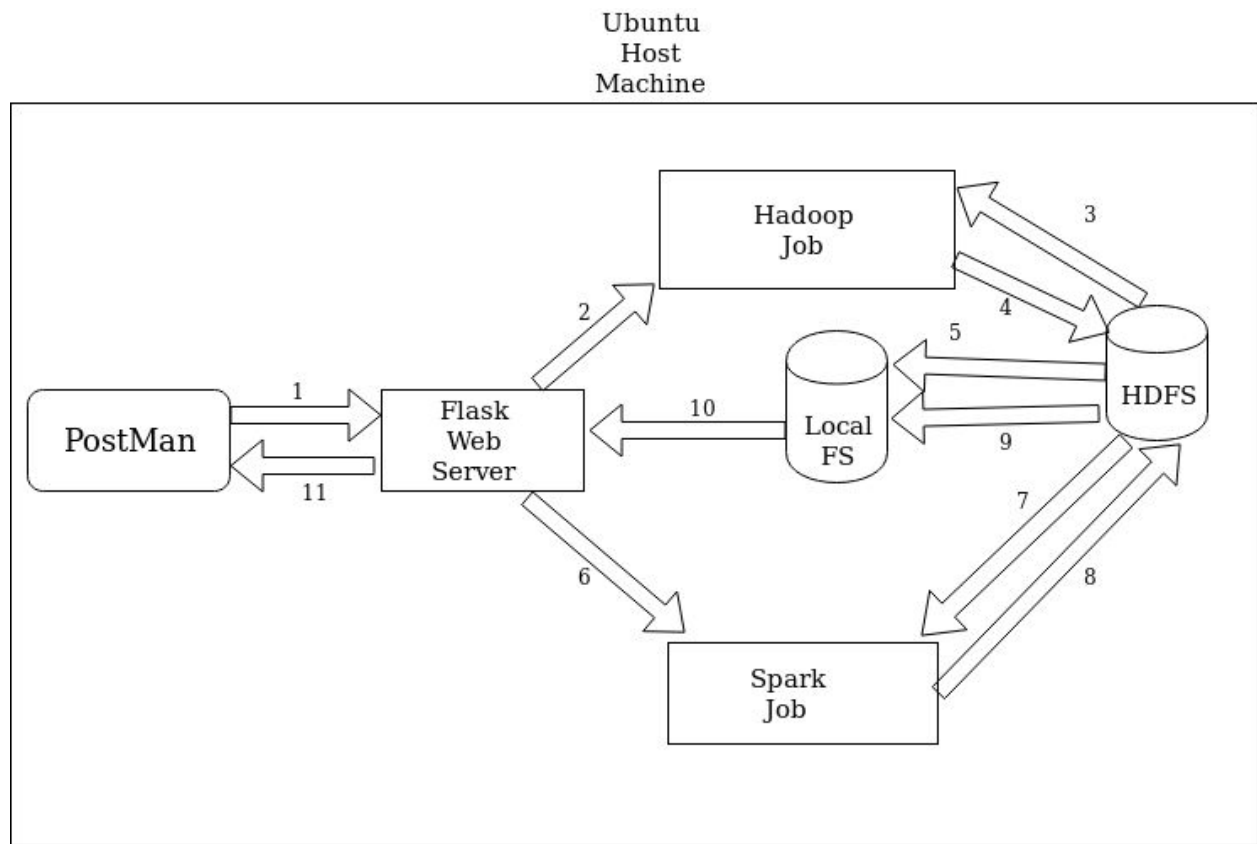 Ubuntu
Host
Machine
Hadoop
Job
3
4
2
5
HDFS
1
Flask
Web
Server
10
Local
FS
9
PostMan
11
7
6
8
Spark
Job